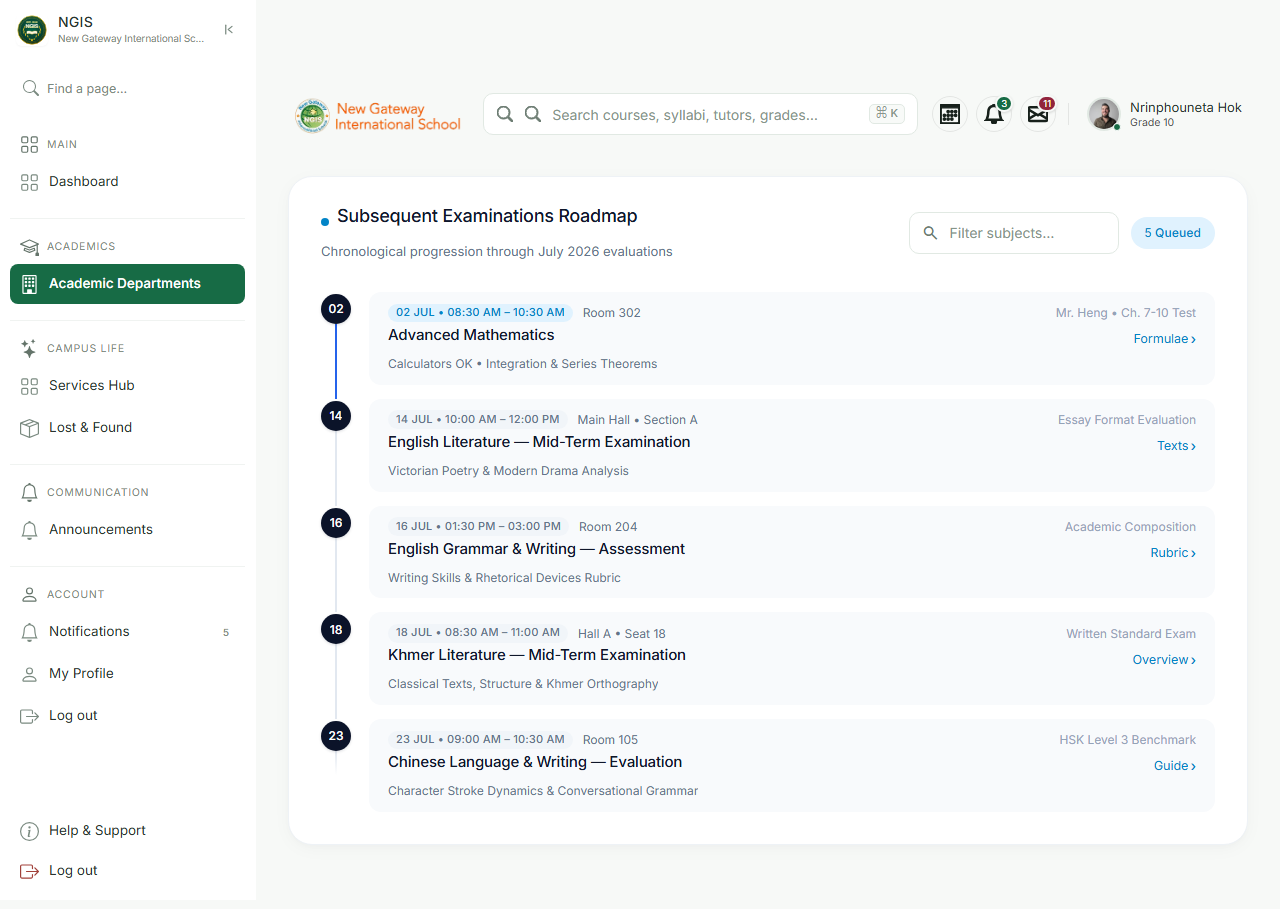 NGIS
New Gateway International Sc...
Find a page...
MAIN
Dashboard
ACADEMICS
Academic Departments
CAMPUS LIFE
Services Hub
Lost & Found
COMMUNICATION
Announcements
ACCOUNT
Notifications 5
My Profile
Log out
Help & Support
Log out
New Gateway
International School
Search courses, syllabi, tutors, grades...
⌘ K
3
11
Nrinphouneta Hok
Grade 10
Subsequent Examinations Roadmap
Chronological progression through July 2026 evaluations
Filter subjects...
5 Queued
02
02 JUL • 08:30 AM – 10:30 AM Room 302
Mr. Heng • Ch. 7-10 Test
Advanced Mathematics
Formulae ›
Calculators OK • Integration & Series Theorems
14
14 JUL • 10:00 AM – 12:00 PM Main Hall • Section A
Essay Format Evaluation
English Literature — Mid-Term Examination
Texts ›
Victorian Poetry & Modern Drama Analysis
16
16 JUL • 01:30 PM – 03:00 PM Room 204
Academic Composition
English Grammar & Writing — Assessment
Rubric ›
Writing Skills & Rhetorical Devices Rubric
18
18 JUL • 08:30 AM – 11:00 AM Hall A • Seat 18
Written Standard Exam
Khmer Literature — Mid-Term Examination
Overview ›
Classical Texts, Structure & Khmer Orthography
23
23 JUL • 09:00 AM – 10:30 AM Room 105
HSK Level 3 Benchmark
Chinese Language & Writing — Evaluation
Guide ›
Character Stroke Dynamics & Conversational Grammar